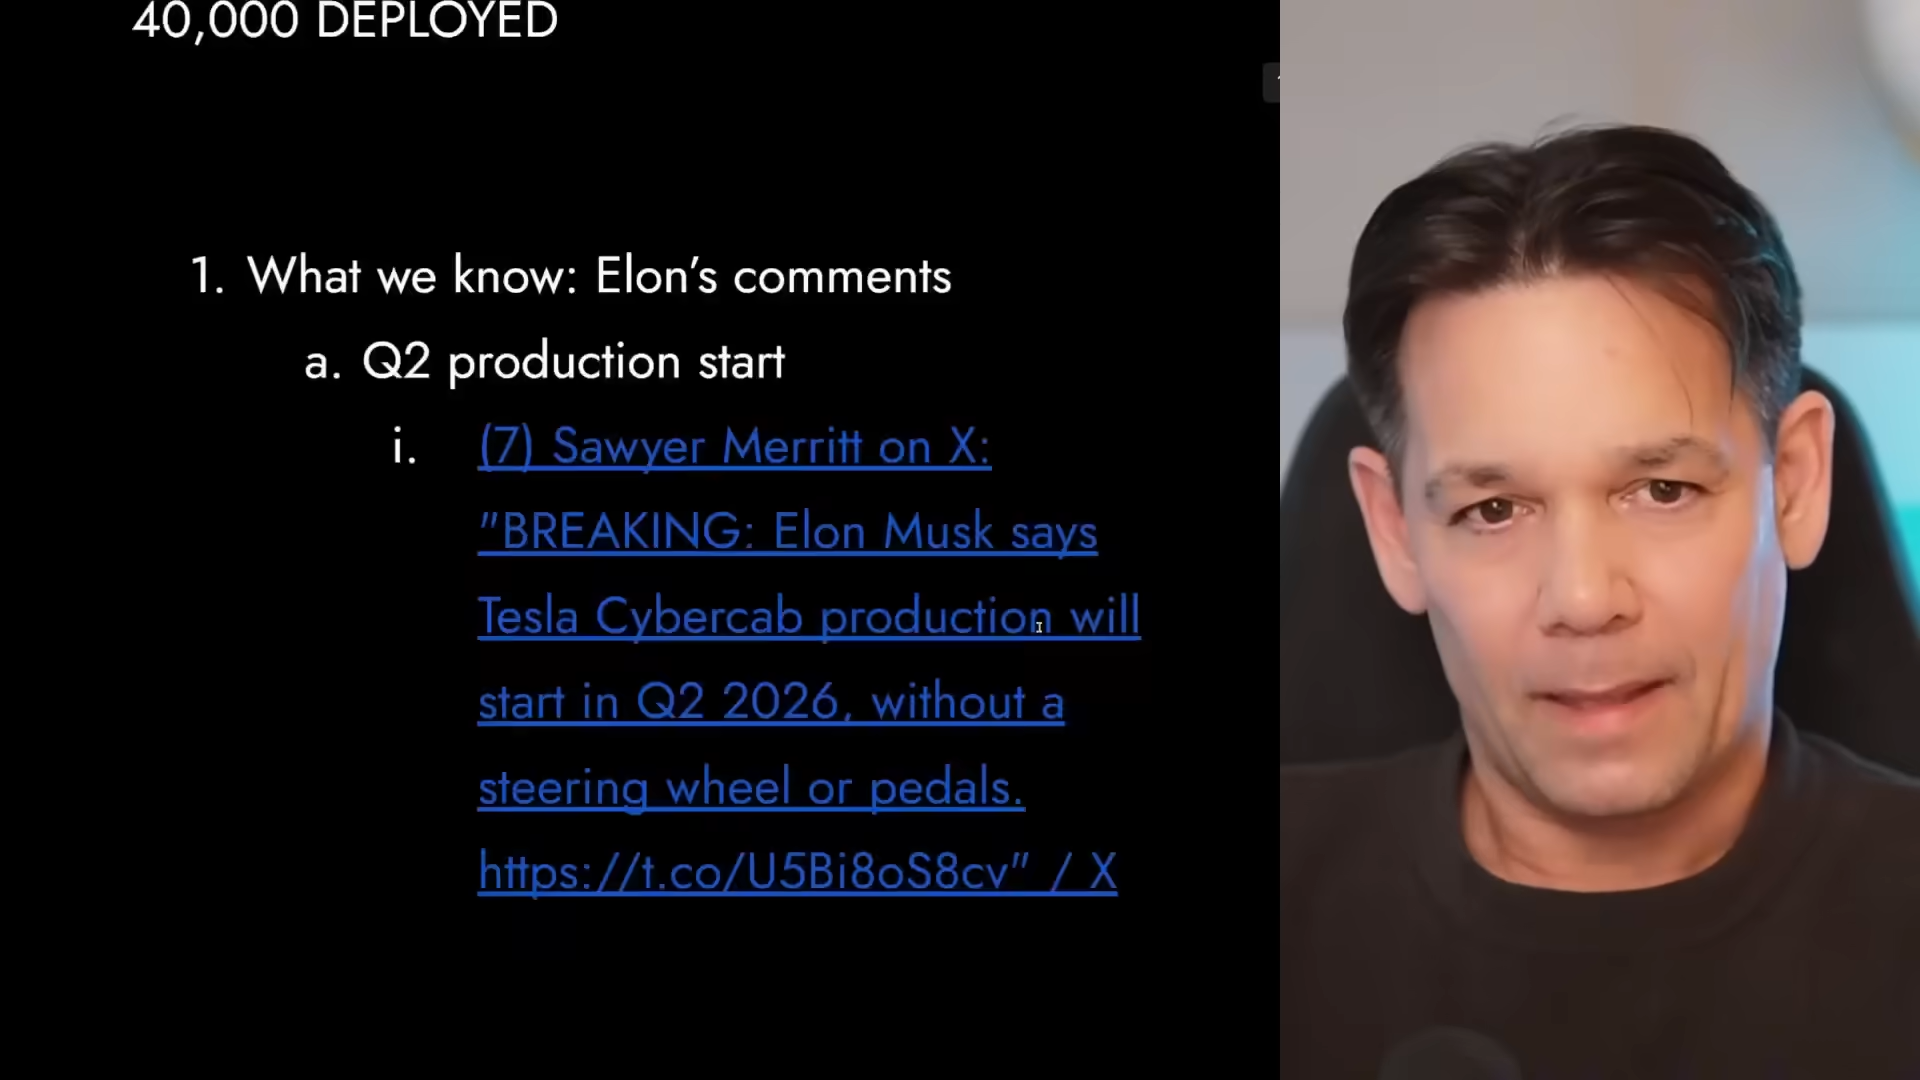 40,000 DEPLOYED
1. What we know: Elon’s comments
a. Q2 production start
i. (7) Sawyer Merritt on X:
"BREAKING: Elon Musk says
Tesla Cybercab production will
start in Q2 2026, without a
steering wheel or pedals.
https://t.co/U5Bi8oS8cv" / X